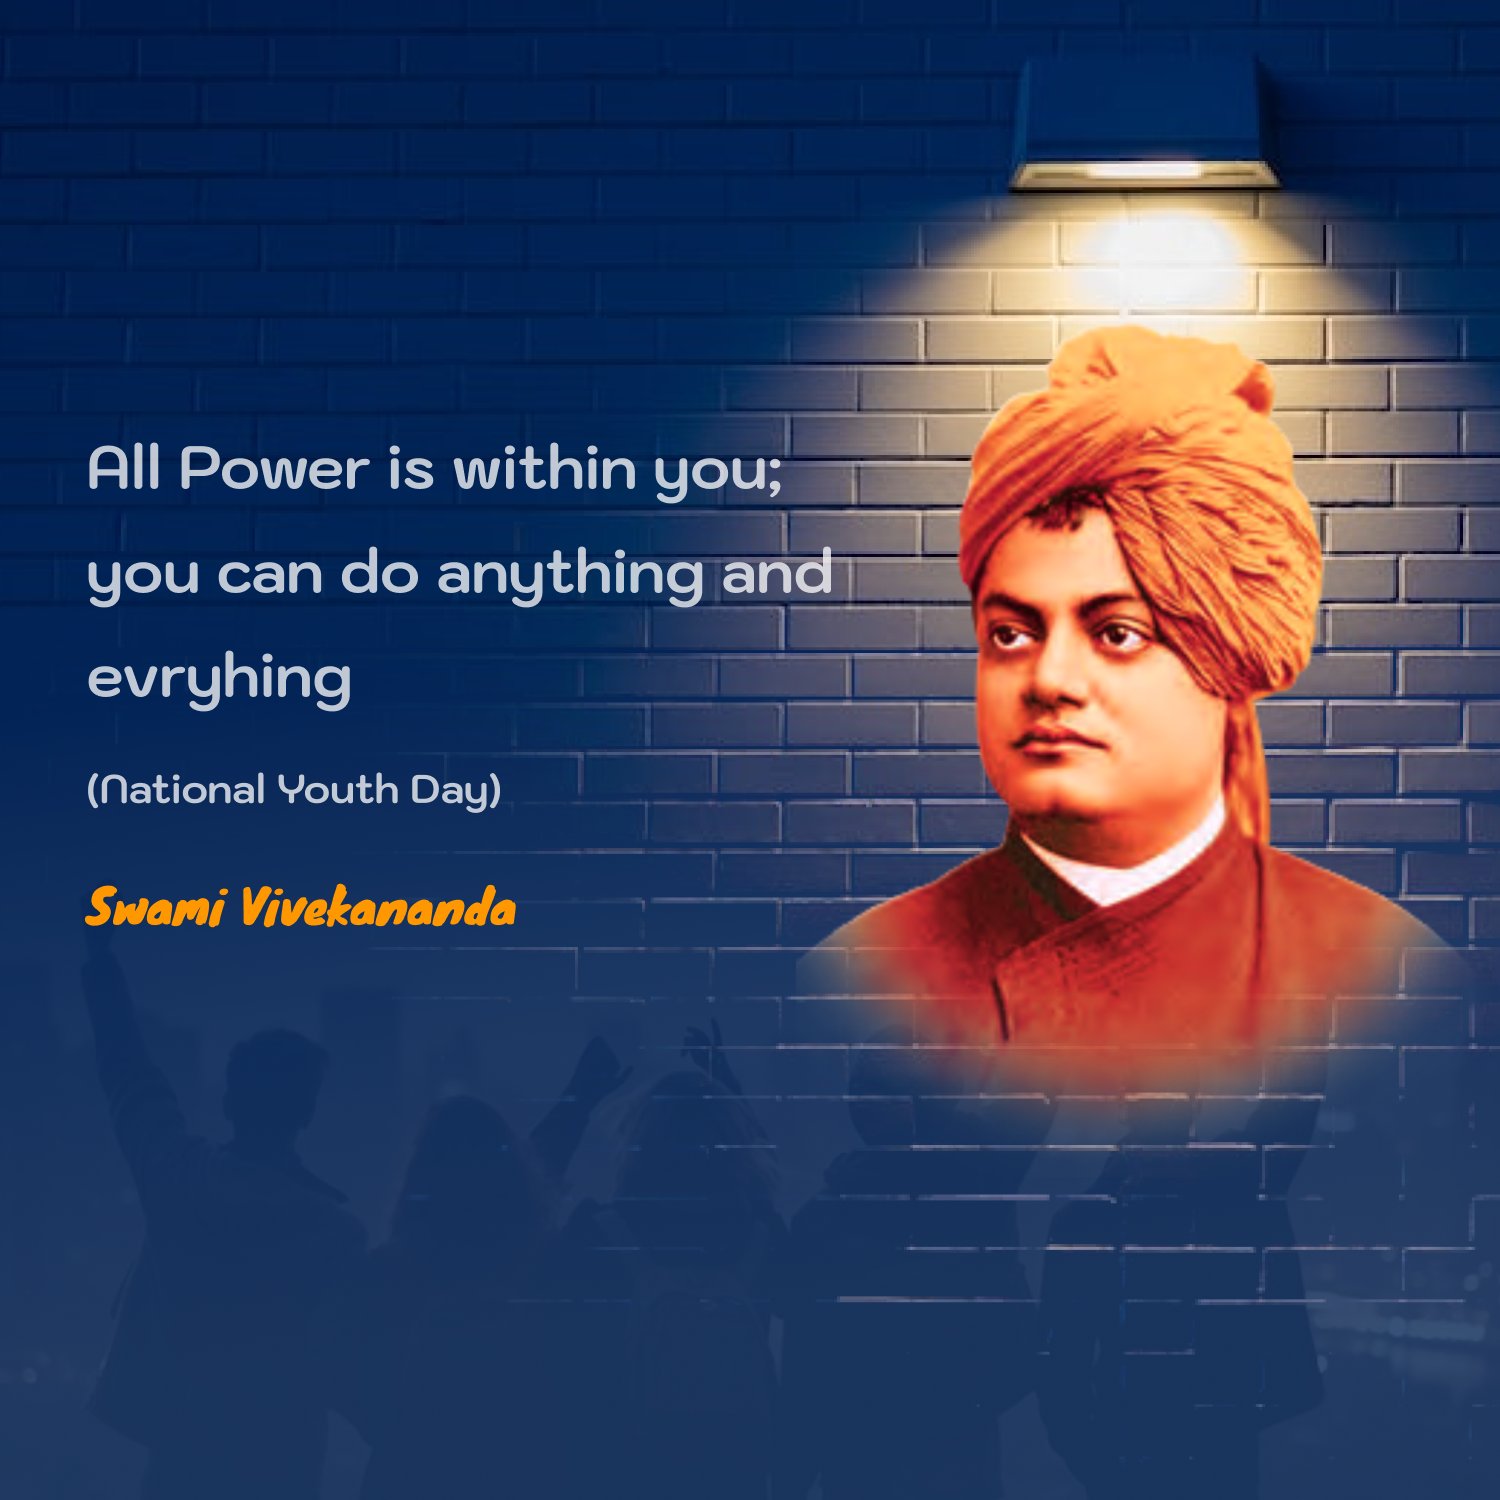 All Power is within you;
you can do anything and
evryhing
(National Youth Day)
Swami Vivekananda